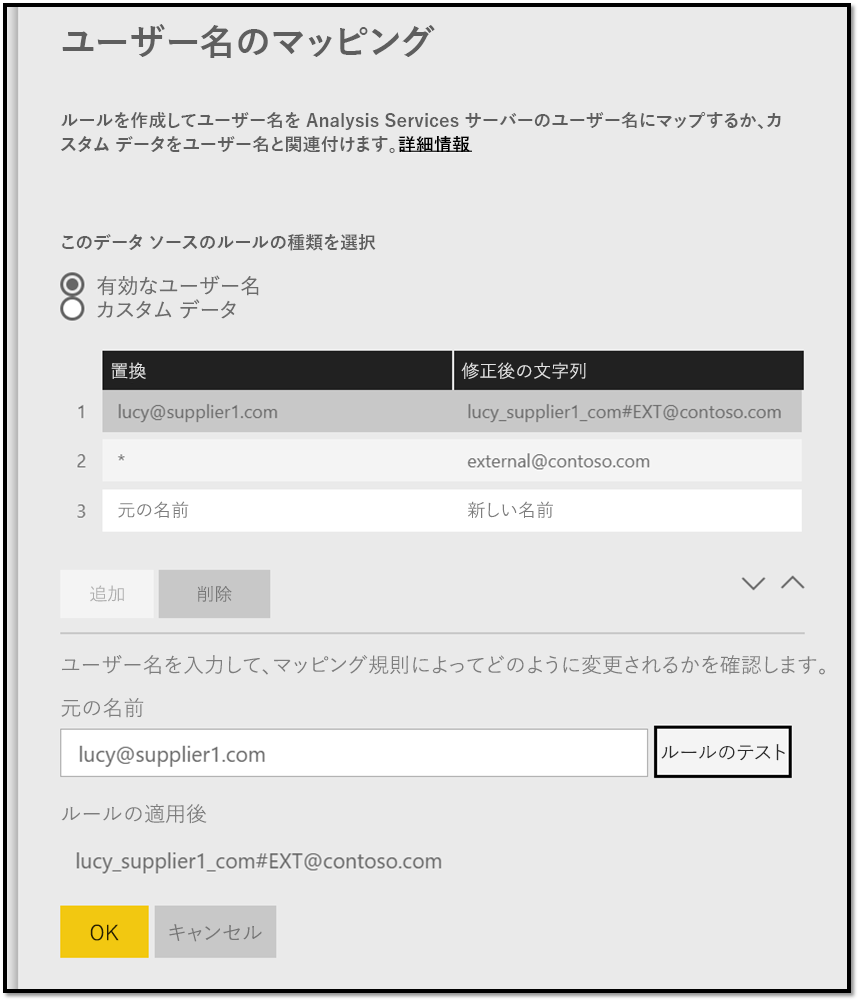 ユーザー名のマッピング
ルールを作成してユーザー名を Analysis Services サーバーのユーザー名にマップするか、カ
スタム データをユーザー名と関連付けます。詳細情報
このデータ ソースのルールの種類を選択
有効なユーザー名
カスタム データ
置換 修正後の文字列
1 lucy@supplier1.com lucy_supplier1_com#EXT@contoso.com
2 * external@contoso.com
3 元の名前 新しい名前
追加 削除
ユーザー名を入力して、マッピング規則によってどのように変更されるかを確認します。
元の名前
lucy@supplier1.com ルールのテスト
ルールの適用後
lucy_supplier1_com#EXT@contoso.com
OK キャンセル